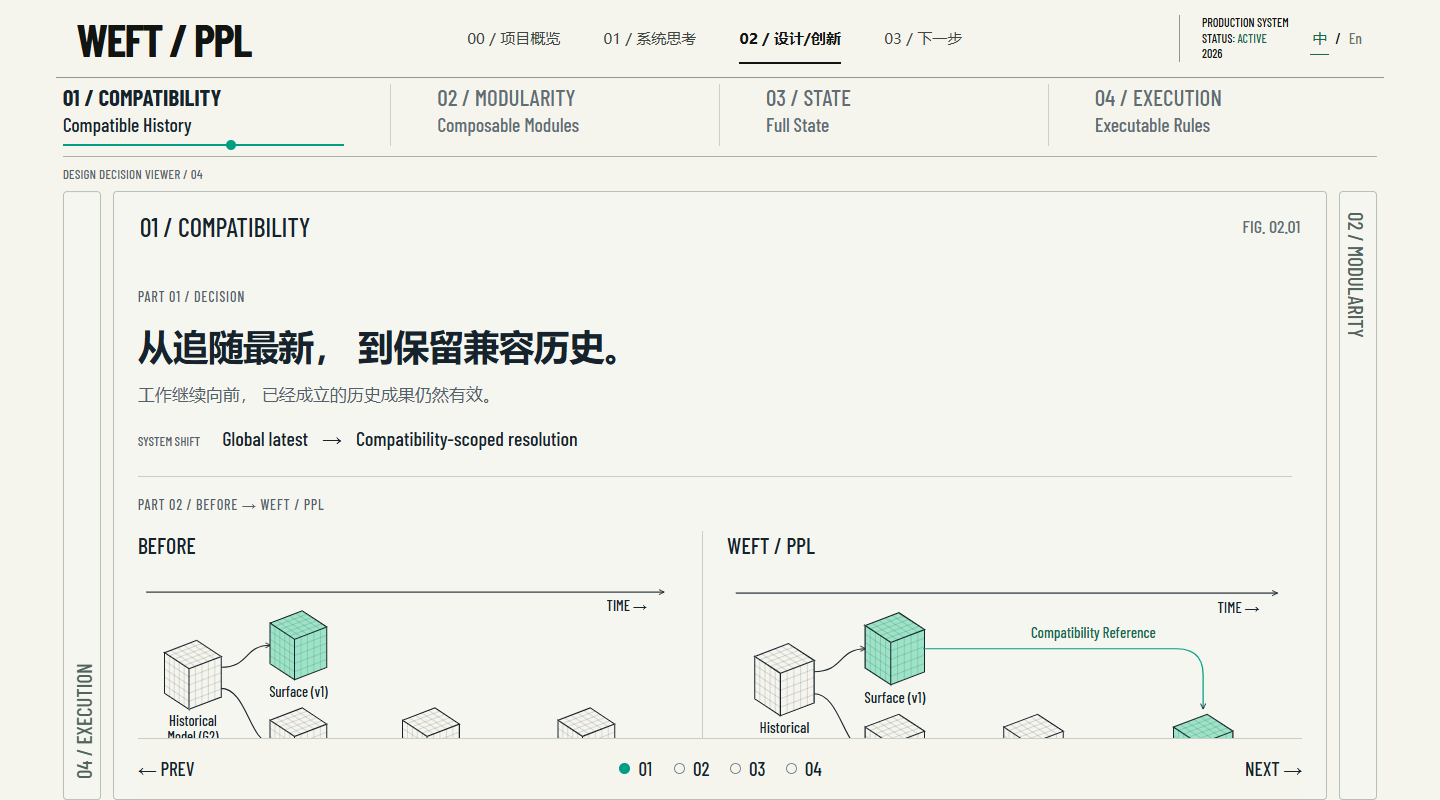 WEFT / PPL
00 / 项目概览
01 / 系统思考
02 / 设计/创新
03 / 下一步
PRODUCTION SYSTEM
STATUS: ACTIVE
2026
中 / En
01 / COMPATIBILITY
Compatible History
02 / MODULARITY
Composable Modules
03 / STATE
Full State
04 / EXECUTION
Executable Rules
DESIGN DECISION VIEWER / 04
04 / EXECUTION
01 / COMPATIBILITY
FIG. 02.01
02 / MODULARITY
PART 01 / DECISION
从追随最新， 到保留兼容历史。
工作继续向前， 已经成立的历史成果仍然有效。
SYSTEM SHIFT Global latest → Compatibility-scoped resolution
PART 02 / BEFORE → WEFT / PPL
BEFORE
TIME →
Surface (v1)
Historical
Model (G2)
WEFT / PPL
TIME →
Compatibility Reference
Surface (v1)
Historical
← PREV
01
02
03
04
NEXT →